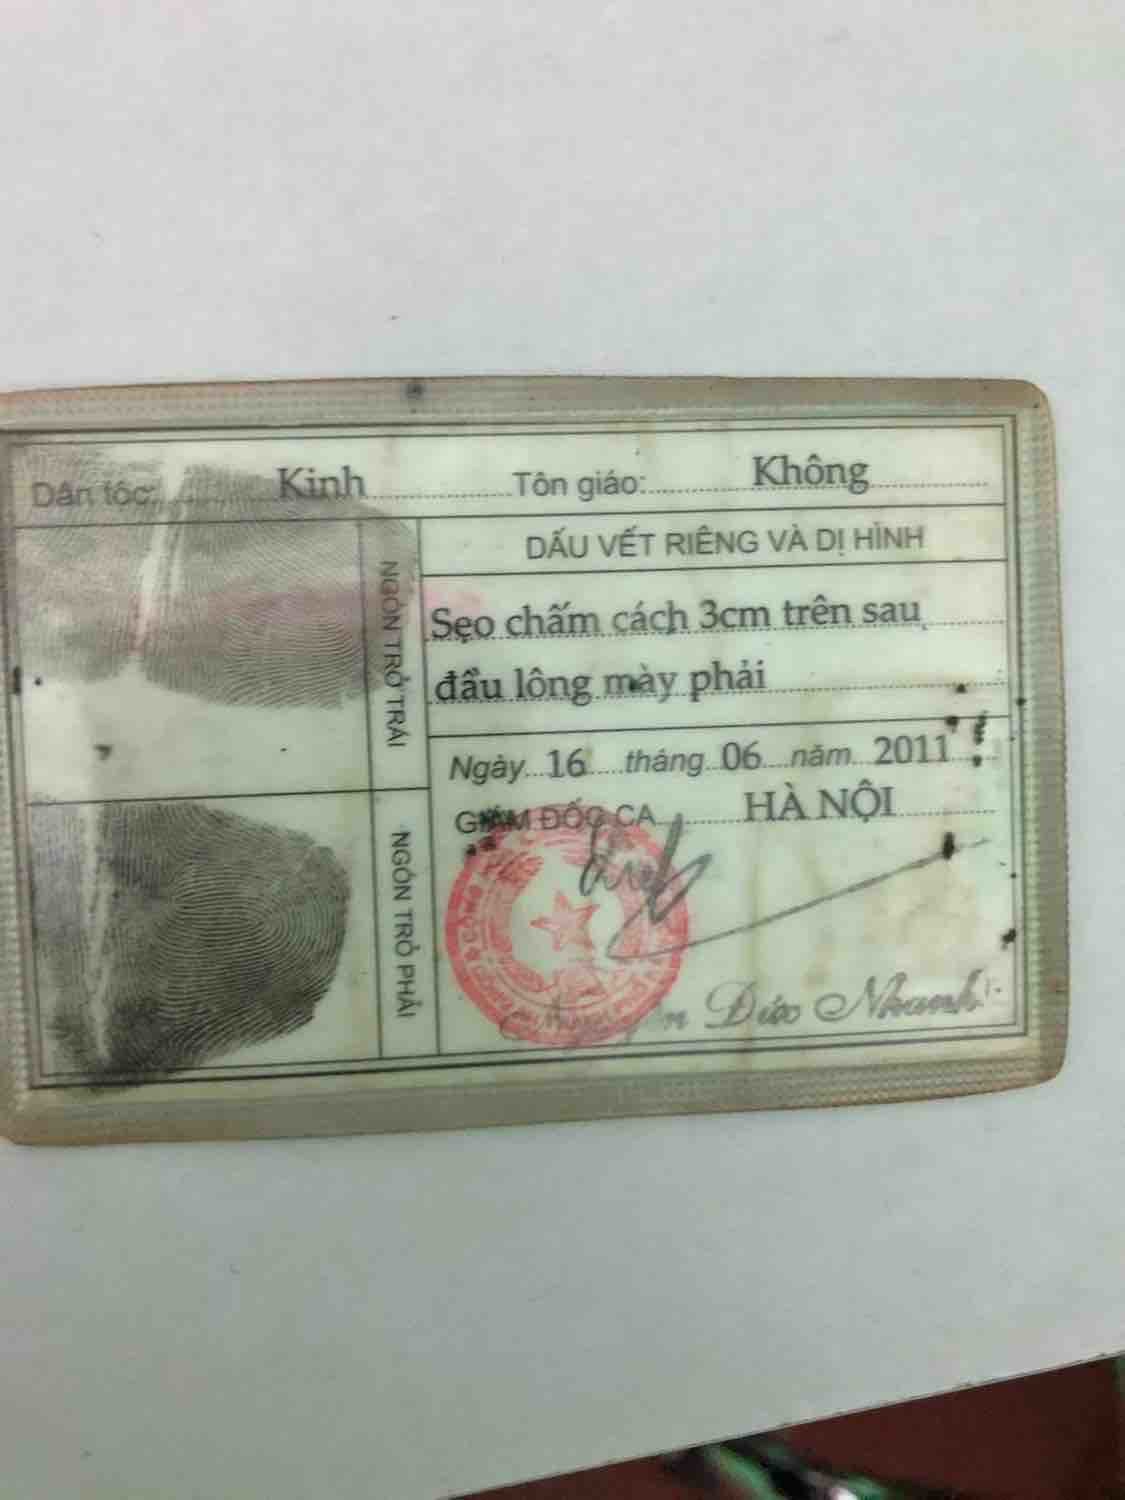 Dân tộc: Kinh Tôn giáo: Không
DẤU VẾT RIÊNG VÀ DỊ HÌNH
NGÓN TRỎ TRÁI
Sẹo chấm cách 3cm trên sau
đầu lông mày phải
Ngày 16 tháng 06 năm 2011
GIÁM ĐỐC CA HÀ NỘI
NGÓN TRỎ PHẢI
Đức Nhanh